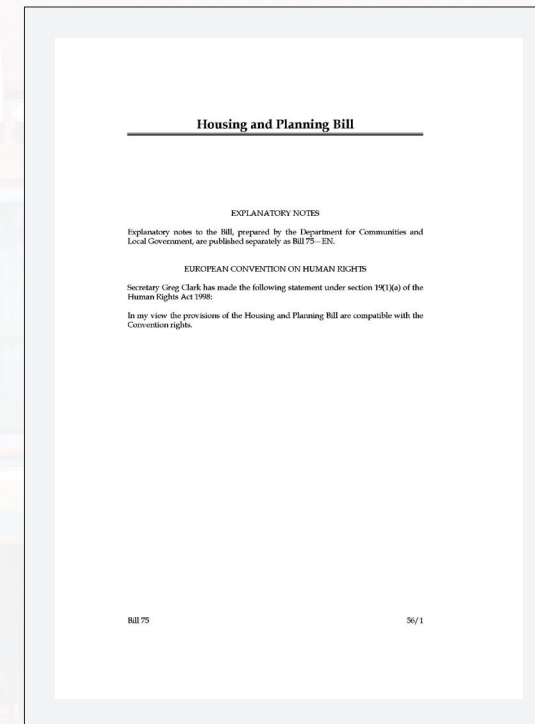 Housing and Planning Bill
EXPLANATORY NOTES
Explanatory notes to the Bill, prepared by the Department for Communities and
Local Government, are published separately as Bill 75—EN.
EUROPEAN CONVENTION ON HUMAN RIGHTS
Secretary Greg Clark has made the following statement under section 19(1)(a) of the
Human Rights Act 1998:
In my view the provisions of the Housing and Planning Bill are compatible with the
Convention rights.
Bill 75 56/1